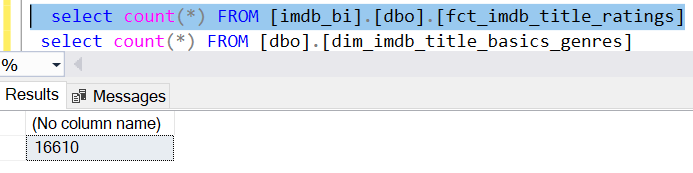 select count(*) FROM [imdb_bi].[dbo].[fct_imdb_title_ratings]
select count(*) FROM [dbo].[dim_imdb_title_basics_genres]
%
Results Messages
(No column name)
16610